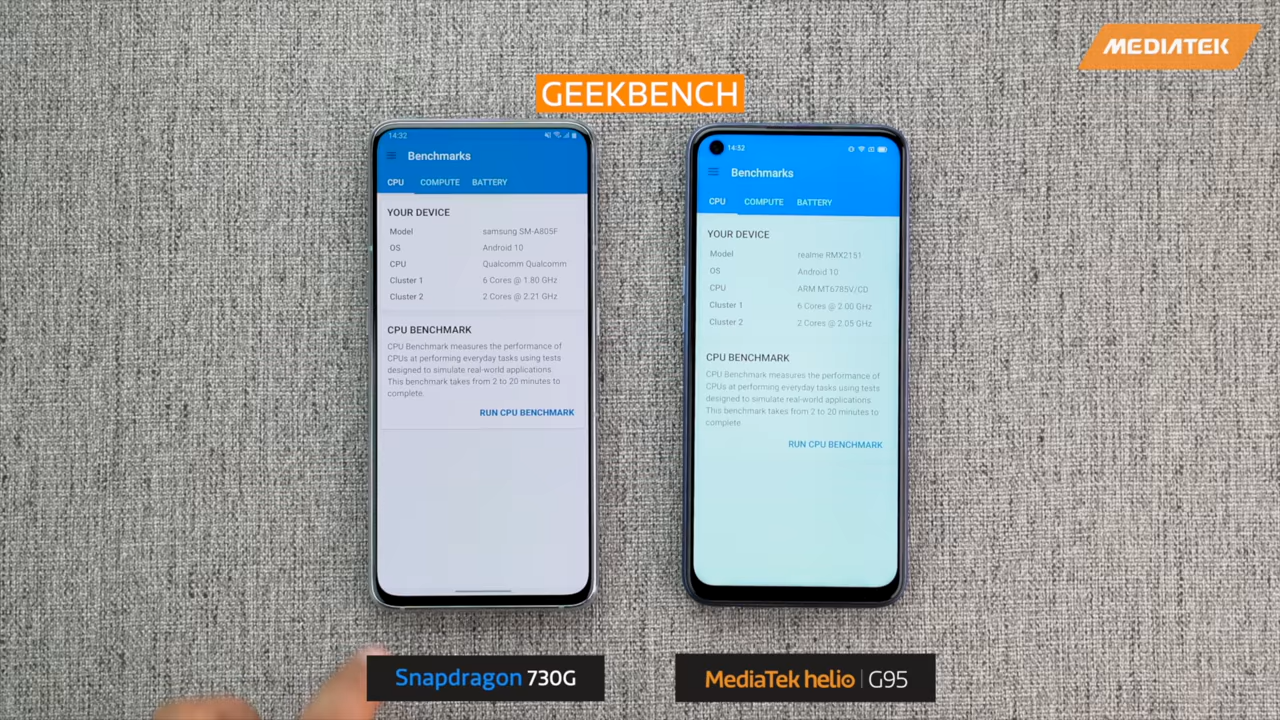 MEDIATEK
GEEKBENCH
14:32
Benchmarks
CPU COMPUTE BATTERY
YOUR DEVICE
Model samsung SM-A805F
OS Android 10
CPU Qualcomm Qualcomm
Cluster 1 6 Cores @ 1.80 GHz
Cluster 2 2 Cores @ 2.21 GHz
CPU BENCHMARK
CPU Benchmark measures the performance of
CPUs at performing everyday tasks using tests
designed to simulate real-world applications.
This benchmark takes from 2 to 20 minutes to
complete.
RUN CPU BENCHMARK
14:32
Benchmarks
CPU COMPUTE BATTERY
YOUR DEVICE
Model realme RMX2151
OS Android 10
CPU ARM MT6785V/CD
Cluster 1 6 Cores @ 2.00 GHz
Cluster 2 2 Cores @ 2.05 GHz
CPU BENCHMARK
CPU Benchmark measures the performance of
CPUs at performing everyday tasks using tests
designed to simulate real-world applications.
This benchmark takes from 2 to 20 minutes to
complete.
RUN CPU BENCHMARK
Snapdragon 730G
MediaTek helio | G95